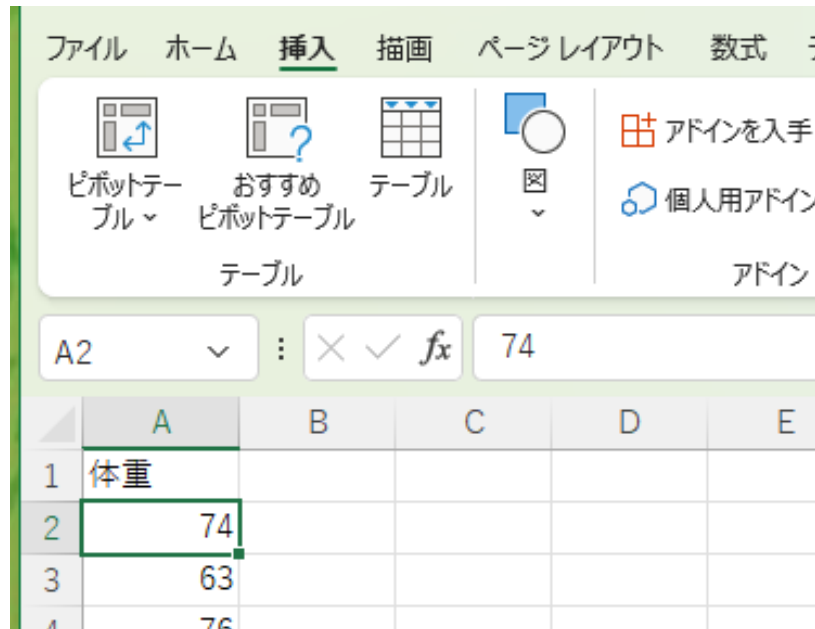 ファイル ホーム 挿入 描画 ページ レイアウト 数式
ピボットテー
ブル
おすすめ
ピボットテーブル
テーブル
図
アドインを入手
個人用アドイン
テーブル
アドイン
A2
fx
74
A B C D E
1 体重
2 74
3 63
76